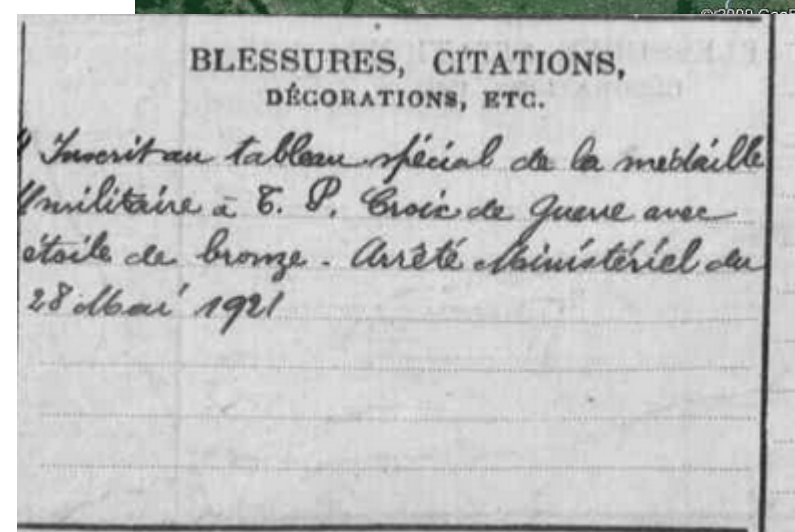 BLESSURES, CITATIONS,
DÉCORATIONS, ETC.
Inscrit au tableau spécial de la médaille
militaire à T. P. Croix de Guerre avec
étoile de bronze. Arrêté Ministériel du
28 Mai 1921